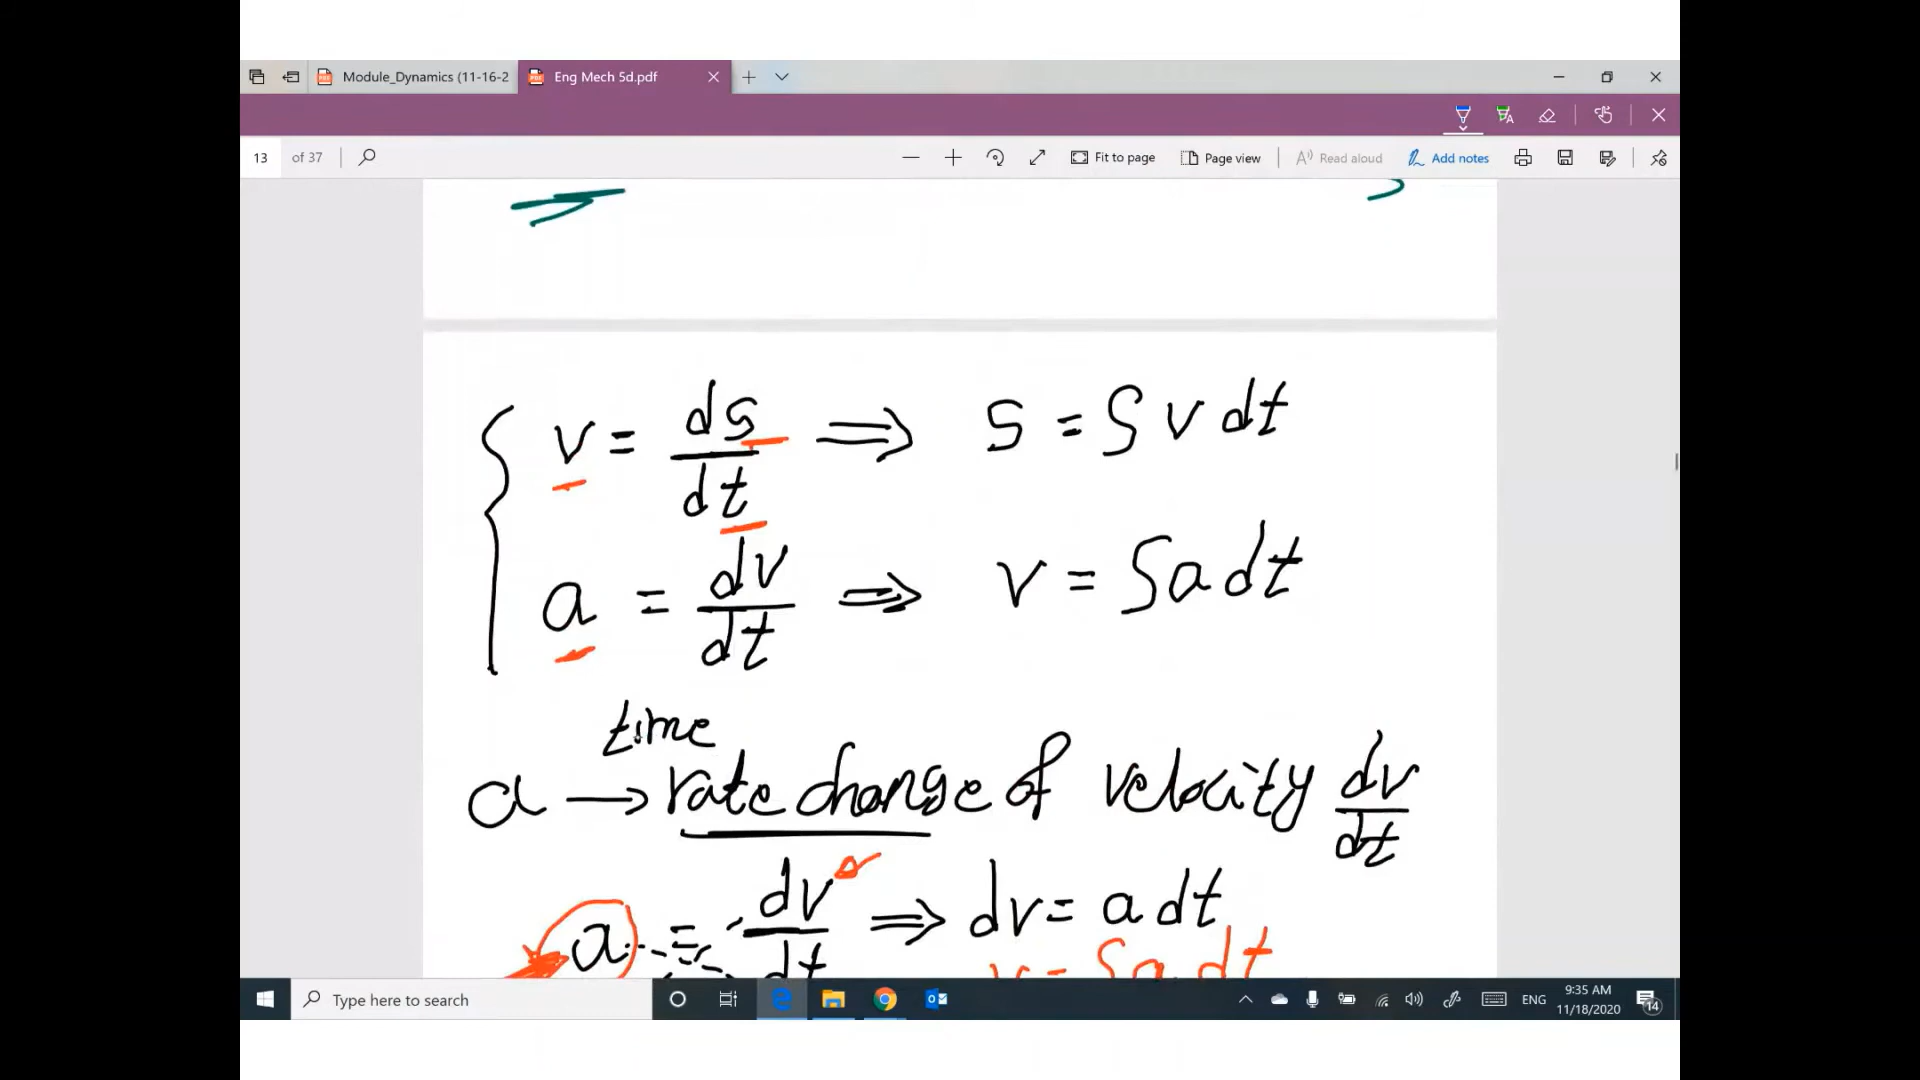 Module_Dynamics (11-16-2
Eng Mech 5d.pdf
13 of 37
Fit to page
Page view
Read aloud
Add notes
v = ds/dt ⇒ s = ∫ v dt
a = dv/dt ⇒ v = ∫ a dt
time
a → rate change of velocity dv/dt
a = dv/dt ⇒ dv = a dt
v = ∫ a dt
Type here to search
ENG
9:35 AM
11/18/2020
14